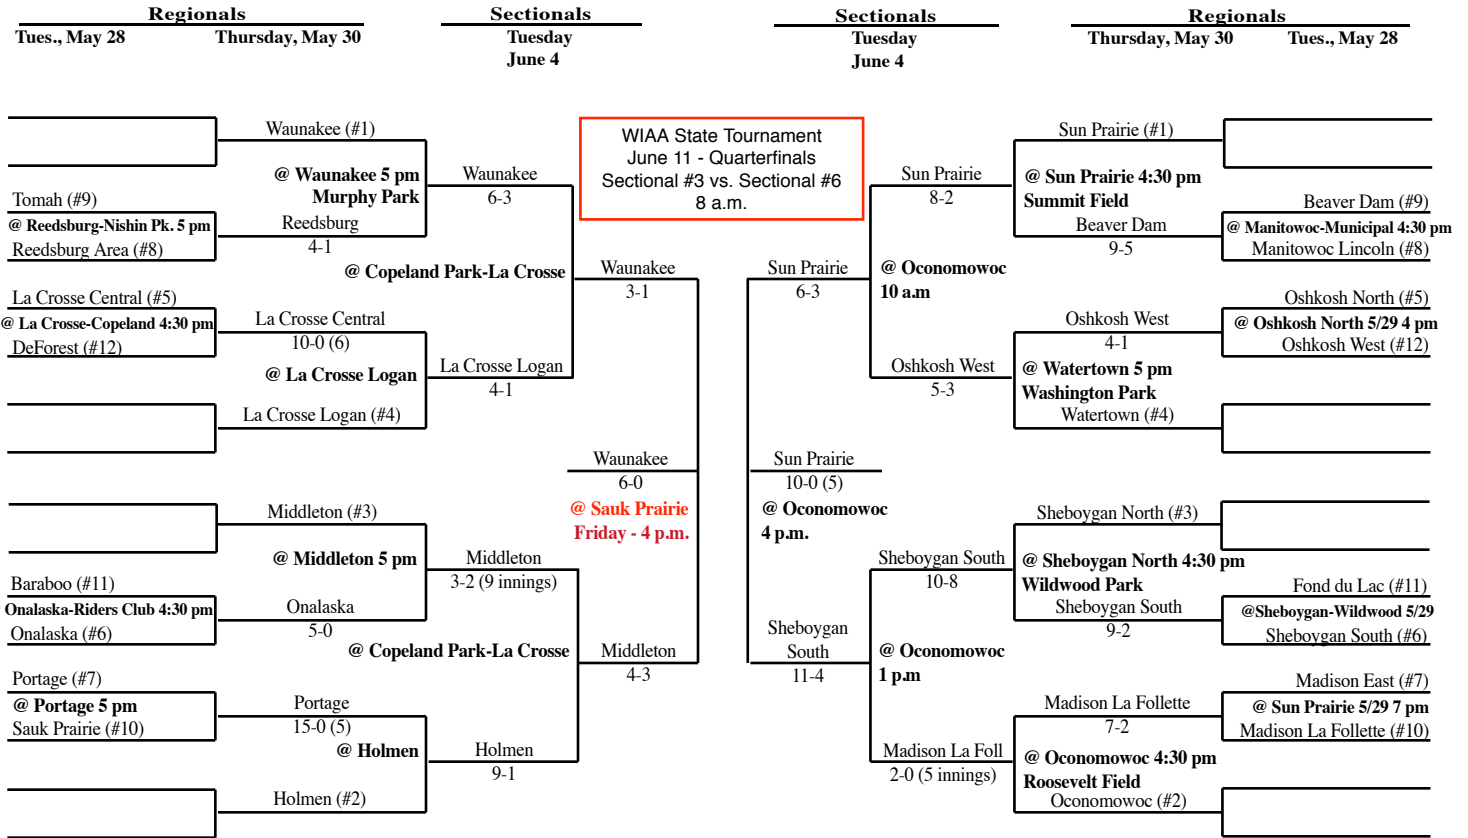 Regionals
Sectionals
Sectionals
Regionals
Tues., May 28
Thursday, May 30
Tuesday
June 4
Tuesday
June 4
Thursday, May 30
Tues., May 28
WIAA State Tournament
June 11 - Quarterfinals
Sectional #3 vs. Sectional #6
8 a.m.
Waunakee (#1)
@ Waunakee 5 pm
Murphy Park
Tomah (#9)
@ Reedsburg-Nishin Pk. 5 pm
Reedsburg Area (#8)
Reedsburg
4-1
Waunakee
6-3
@ Copeland Park-La Crosse
La Crosse Central (#5)
@ La Crosse-Copeland 4:30 pm
DeForest (#12)
La Crosse Central
10-0 (6)
@ La Crosse Logan
La Crosse Logan (#4)
La Crosse Logan
4-1
Waunakee
3-1
Waunakee
6-0
@ Sauk Prairie
Friday - 4 p.m.
Middleton (#3)
@ Middleton 5 pm
Baraboo (#11)
Onalaska-Riders Club 4:30 pm
Onalaska (#6)
Onalaska
5-0
Middleton
3-2 (9 innings)
@ Copeland Park-La Crosse
Portage (#7)
@ Portage 5 pm
Sauk Prairie (#10)
Portage
15-0 (5)
@ Holmen
Holmen (#2)
Holmen
9-1
Middleton
4-3
Sun Prairie (#1)
@ Sun Prairie 4:30 pm
Summit Field
Beaver Dam (#9)
@ Manitowoc-Municipal 4:30 pm
Manitowoc Lincoln (#8)
Beaver Dam
9-5
Sun Prairie
8-2
@ Oconomowoc
10 a.m
Sun Prairie
6-3
Oshkosh North (#5)
@ Oshkosh North 5/29 4 pm
Oshkosh West (#12)
Oshkosh West
4-1
@ Watertown 5 pm
Washington Park
Watertown (#4)
Oshkosh West
5-3
Sun Prairie
10-0 (5)
@ Oconomowoc
4 p.m.
Sheboygan North (#3)
@ Sheboygan North 4:30 pm
Wildwood Park
Fond du Lac (#11)
@Sheboygan-Wildwood 5/29
Sheboygan South (#6)
Sheboygan South
9-2
Sheboygan South
10-8
@ Oconomowoc
1 p.m
Sheboygan
South
11-4
Madison East (#7)
@ Sun Prairie 5/29 7 pm
Madison La Follette (#10)
Madison La Follette
7-2
@ Oconomowoc 4:30 pm
Roosevelt Field
Oconomowoc (#2)
Madison La Foll
2-0 (5 innings)